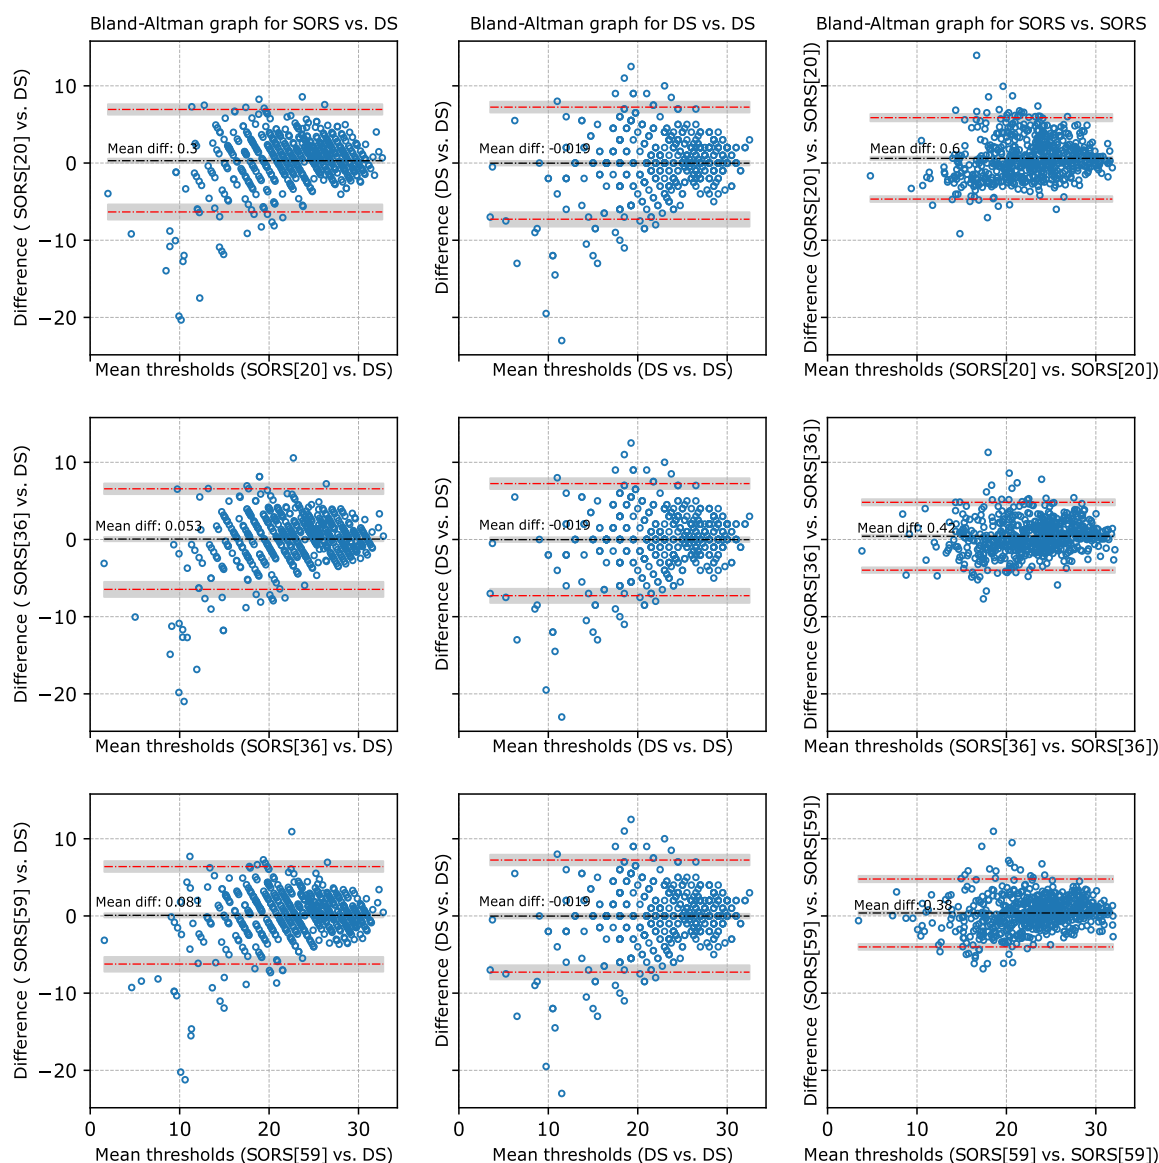 Bland-Altman graph for SORS vs. DS
Bland-Altman graph for DS vs. DS
Bland-Altman graph for SORS vs. SORS
Difference ( SORS[20] vs. DS)
10
0
−10
−20
Mean diff: 0.3
Mean thresholds (SORS[20] vs. DS)
Difference (DS vs. DS)
Mean diff: -0.019
Mean thresholds (DS vs. DS)
Difference (SORS[20] vs. SORS[20])
Mean diff: 0.6
Mean thresholds (SORS[20] vs. SORS[20])
Difference ( SORS[36] vs. DS)
10
0
−10
−20
Mean diff: 0.053
Mean thresholds (SORS[36] vs. DS)
Difference (DS vs. DS)
Mean diff: -0.019
Mean thresholds (DS vs. DS)
Difference (SORS[36] vs. SORS[36])
Mean diff: 0.42
Mean thresholds (SORS[36] vs. SORS[36])
Difference ( SORS[59] vs. DS)
10
0
−10
−20
Mean diff: 0.081
0 10 20 30
Mean thresholds (SORS[59] vs. DS)
Difference (DS vs. DS)
Mean diff: -0.019
0 10 20 30
Mean thresholds (DS vs. DS)
Difference (SORS[59] vs. SORS[59])
Mean diff: 0.38
0 10 20 30
Mean thresholds (SORS[59] vs. SORS[59])